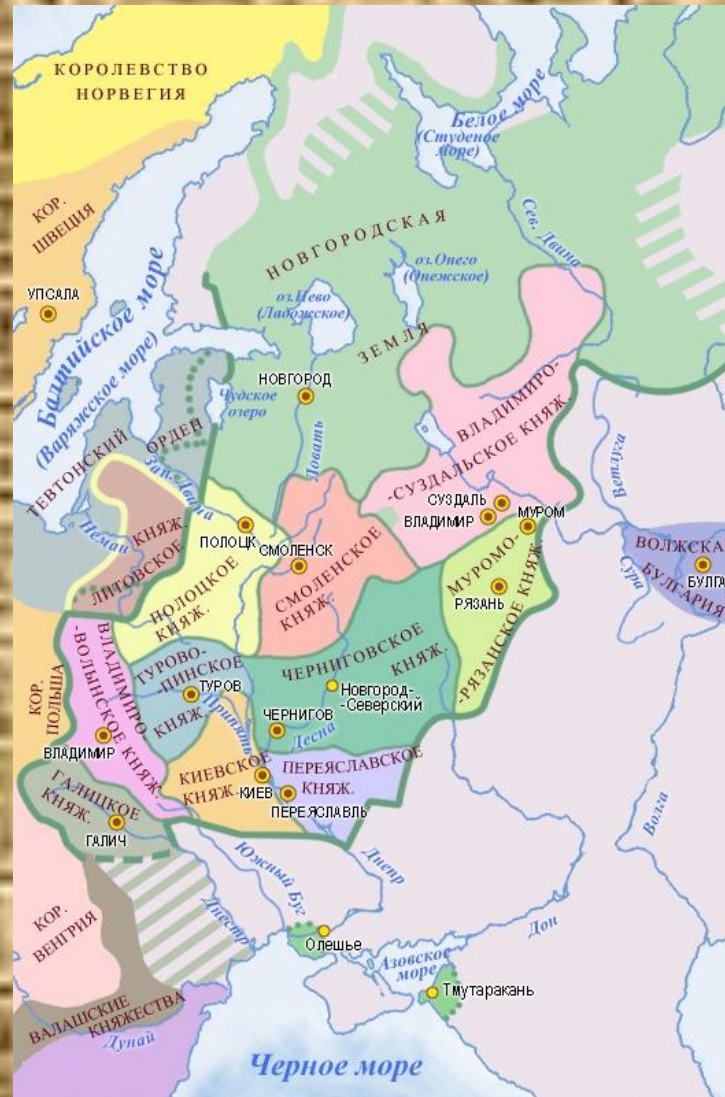 КОРОЛЕВСТВО
НОРВЕГИЯ
Белое море
(Студеное
море)
КОР.
ШВЕЦИЯ
Сев. Двина
НОВГОРОДСКАЯ
ЗЕМЛЯ
оз.Онего
(Онежское)
оз.Нево
(Ладожское)
УПСАЛА
Балтийское море
(Варяжское море)
НОВГОРОД
Чудское
озеро
Ловать
ВЛАДИМИРО-
-СУЗДАЛЬСКОЕ КНЯЖ.
Ветлуга
ТЕВТОНСКИЙ ОРДЕН
Зап. Двина
СУЗДАЛЬ
ВЛАДИМИР
МУРОМ
Неман
КНЯЖ.
ЛИТОВСКОЕ
ПОЛОЦК
СМОЛЕНСК
ПОЛОЦКОЕ
КНЯЖ.
СМОЛЕНСКОЕ
КНЯЖ.
МУРОМО-
-РЯЗАНСКОЕ КНЯЖ.
РЯЗАНЬ
Сура
ВОЛЖСКА
БУЛГАРИЯ
БУЛГА
КОР.
ПОЛЬША
ВЛАДИМИРО-
-ВОЛЫНСКОЕ КНЯЖ.
ВЛАДИМИР
ТУРОВО-
-ПИНСКОЕ
КНЯЖ.
ТУРОВ
Припять
ЧЕРНИГОВСКОЕ
КНЯЖ.
Новгород-
-Северский
ЧЕРНИГОВ
Десна
КИЕВСКОЕ
КНЯЖ.
КИЕВ
ПЕРЕЯСЛАВСКОЕ
КНЯЖ.
ПЕРЕЯСЛАВЛЬ
ГАЛИЦКОЕ
КНЯЖ.
ГАЛИЧ
Волга
Южный Буг
Днепр
Днестр
КОР.
ВЕНГРИЯ
Олешье
Дон
Азовское
море
Тмутаракань
ВАЛАШСКИЕ
КНЯЖЕСТВА
Дунай
Черное море